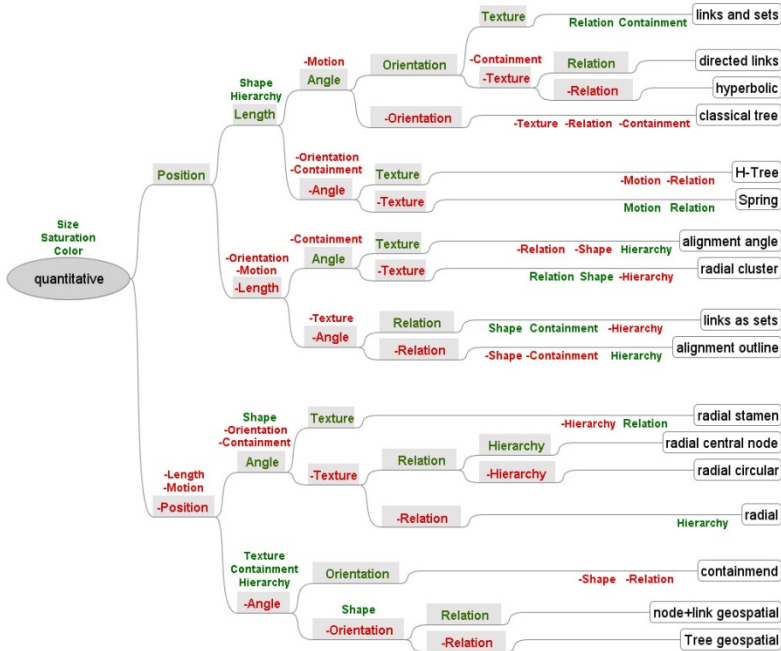 Texture
Relation Containment
links and sets
-Motion
-Containment
Orientation
Relation
directed links
Shape
Hierarchy
Angle
-Texture
-Relation
hyperbolic
Length
-Orientation
-Texture -Relation -Containment
classical tree
Position
-Orientation
-Containment
Texture
-Motion -Relation
H-Tree
-Angle
-Texture
Motion Relation
Spring
Size
Saturation
Color
quantitative
-Orientation
-Motion
-Length
-Containment
Angle
Texture
-Relation -Shape Hierarchy
alignment angle
-Texture
Relation Shape -Hierarchy
radial cluster
-Texture
-Angle
Relation
Shape Containment -Hierarchy
links as sets
-Relation
-Shape -Containment Hierarchy
alignment outline
Shape
-Orientation
-Containment
Angle
Texture
-Hierarchy Relation
radial stamen
-Length
-Motion
-Position
-Texture
Relation
Hierarchy
radial central node
-Hierarchy
radial circular
-Relation
Hierarchy
radial
Texture
Containment
Hierarchy
-Angle
Orientation
-Shape -Relation
containmend
Shape
-Orientation
Relation
node+link geospatial
-Relation
Tree geospatial